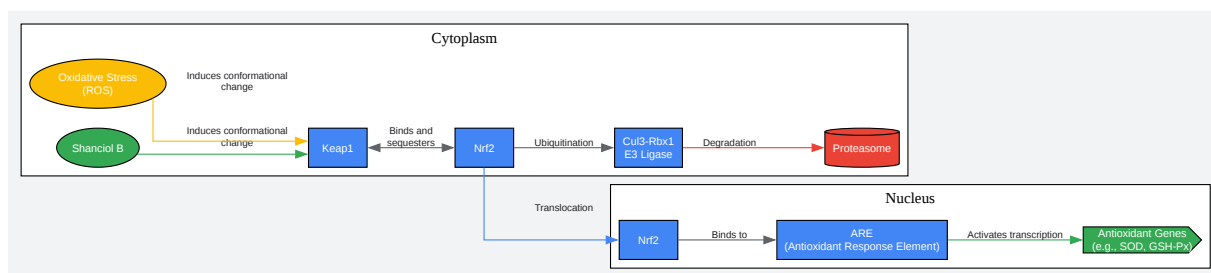 Cytoplasm
Oxidative Stress
(ROS)
Induces conformational
change
Shanciol B
Induces conformational
change
Keap1
Binds and
sequesters
Nrf2
Ubiquitination
Cul3-Rbx1
E3 Ligase
Degradation
Proteasome
Nucleus
Translocation
Nrf2
Binds to
ARE
(Antioxidant Response Element)
Activates transcription
Antioxidant Genes
(e.g., SOD, GSH-Px)